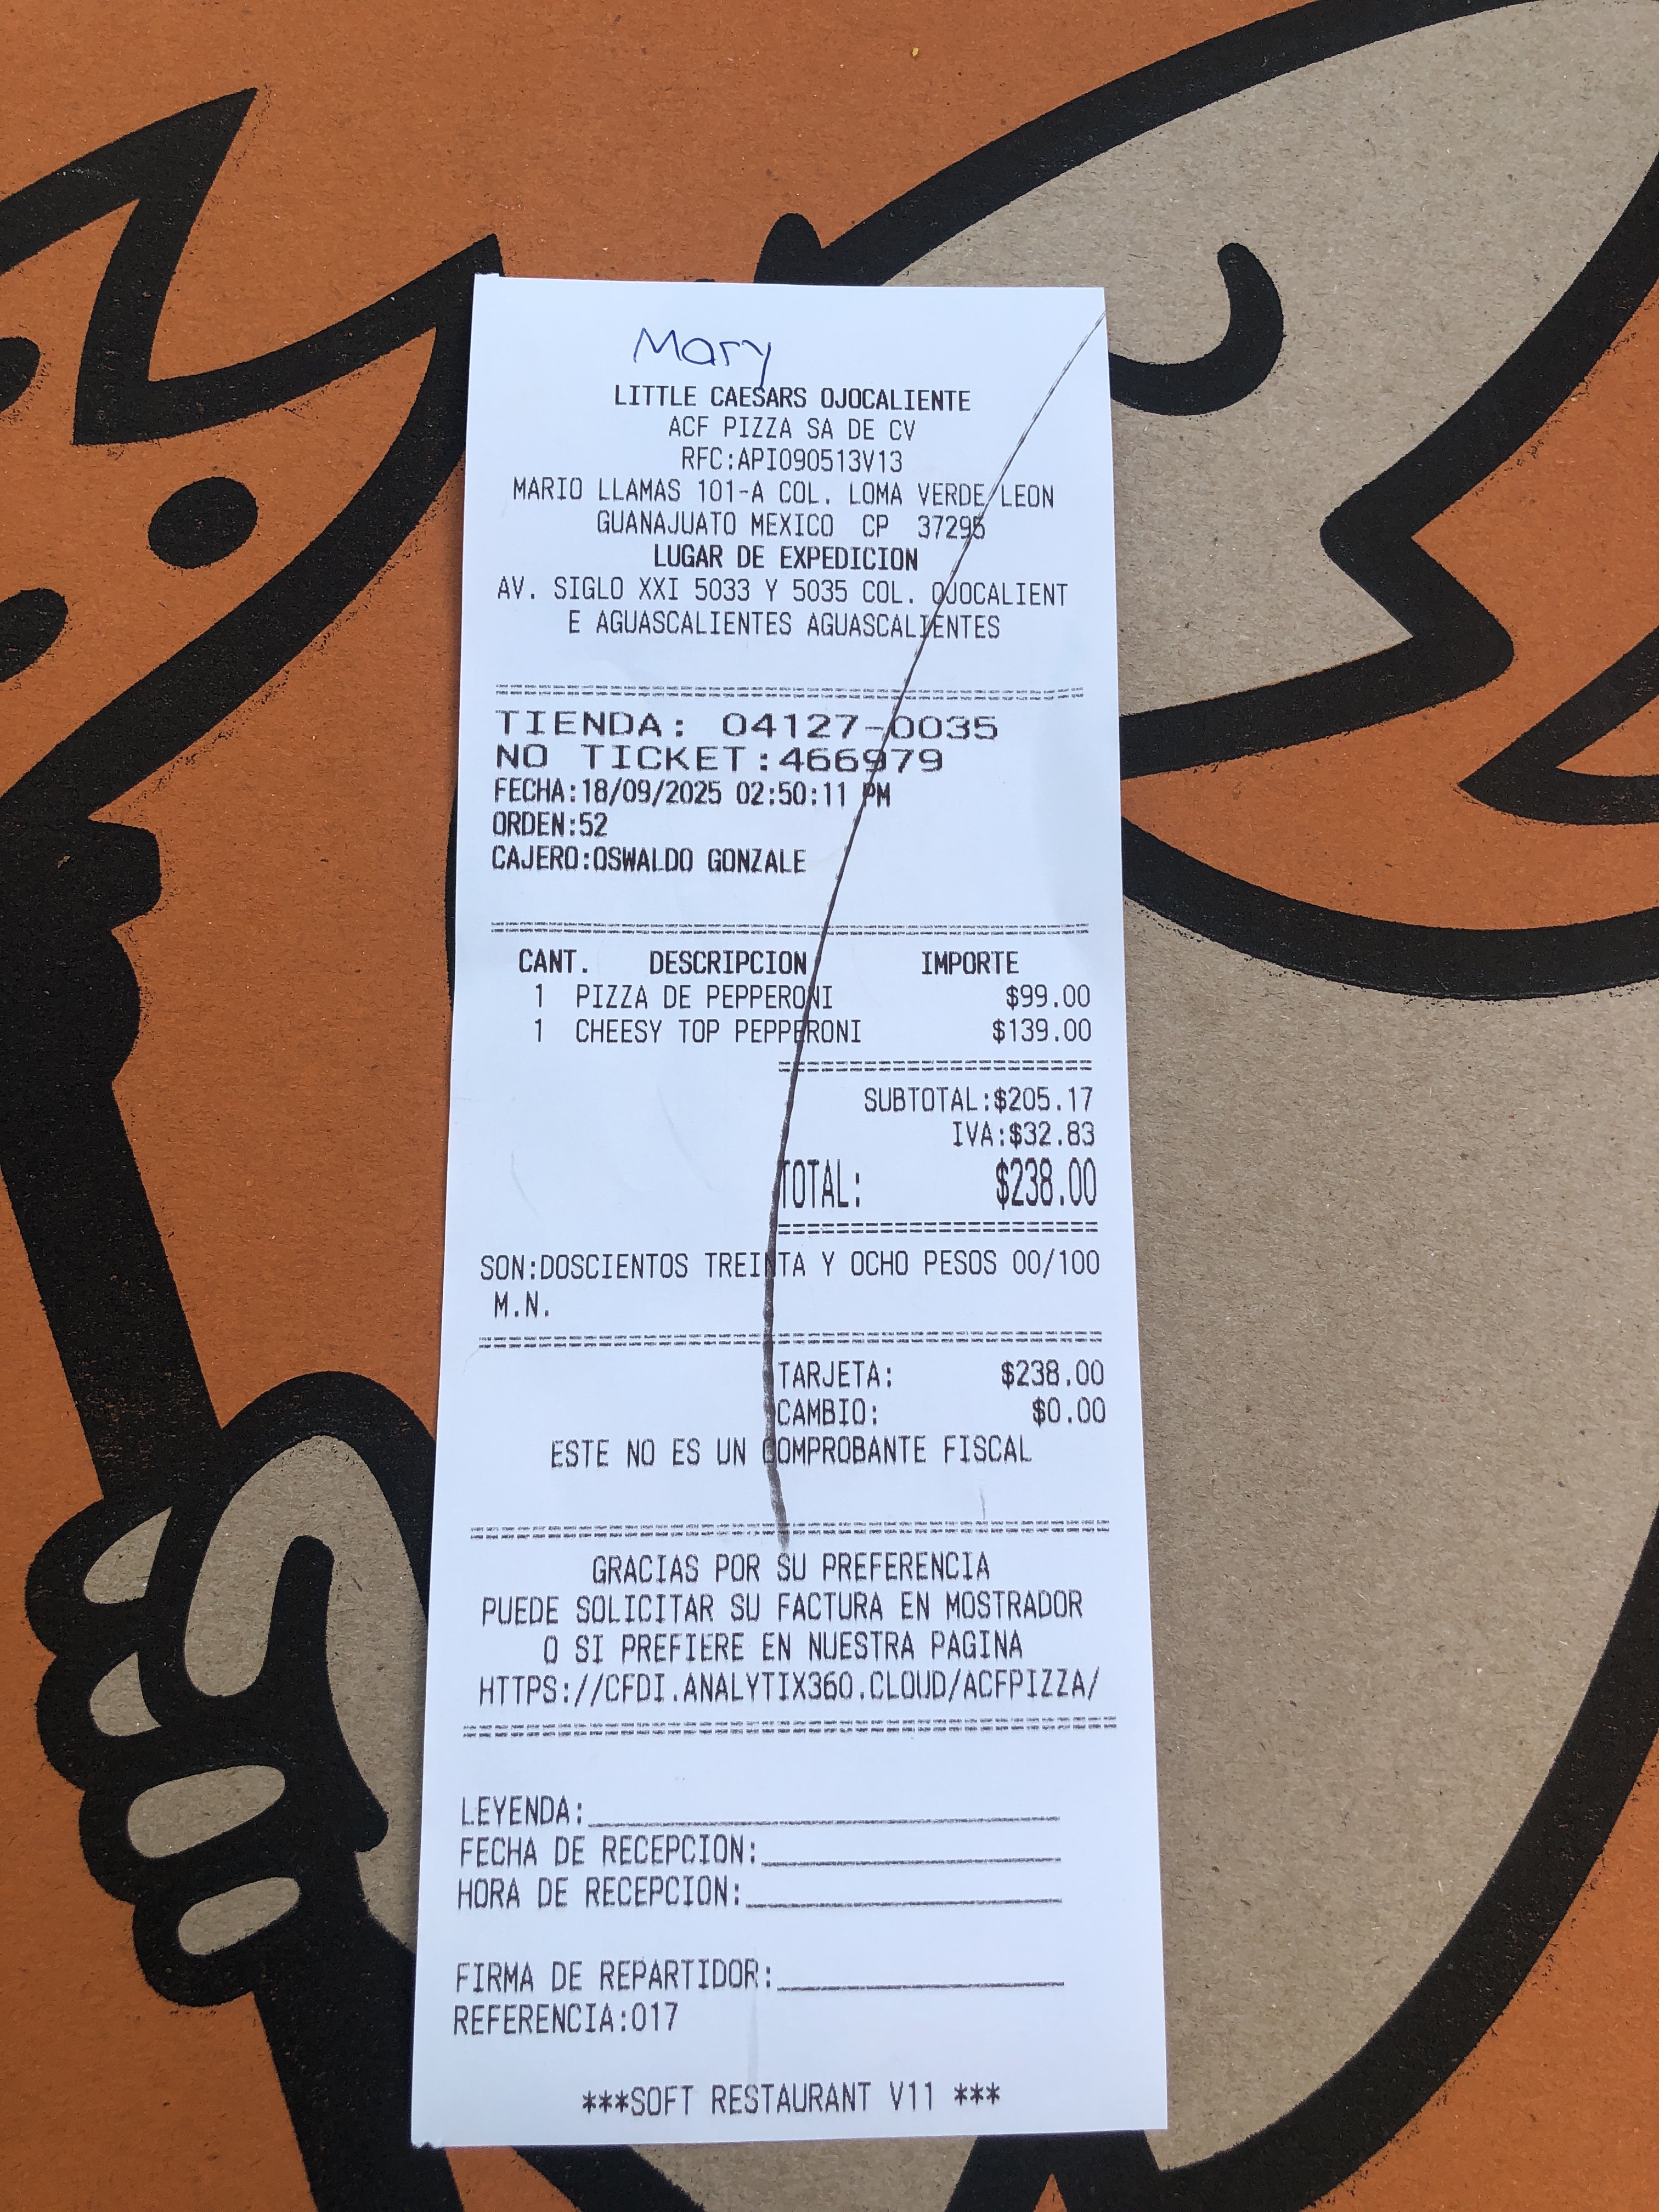 Mary
LITTLE CAESARS OJOCALIENTE
ACF PIZZA SA DE CV
RFC:API090513V13
MARIO LLAMAS 101-A COL. LOMA VERDE LEON
GUANAJUATO MEXICO CP 37295
LUGAR DE EXPEDICION
AV. SIGLO XXI 5033 Y 5035 COL. OJOCALIENT
E AGUASCALIENTES AGUASCALIENTES
TIENDA: 04127-0035
NO TICKET:466979
FECHA:18/09/2025 02:50:11 PM
ORDEN:52
CAJERO:OSWALDO GONZALE
CANT. DESCRIPCION IMPORTE
1 PIZZA DE PEPPERONI $99.00
1 CHEESY TOP PEPPERONI $139.00
SUBTOTAL:$205.17
IVA:$32.83
TOTAL: $238.00
SON:DOSCIENTOS TREINTA Y OCHO PESOS 00/100
M.N.
TARJETA: $238.00
CAMBIO: $0.00
ESTE NO ES UN COMPROBANTE FISCAL
GRACIAS POR SU PREFERENCIA
PUEDE SOLICITAR SU FACTURA EN MOSTRADOR
O SI PREFIERE EN NUESTRA PAGINA
HTTPS://CFDI.ANALYTIX360.CLOUD/ACFPIZZA/
LEYENDA:
FECHA DE RECEPCION:
HORA DE RECEPCION:
FIRMA DE REPARTIDOR:
REFERENCIA:017
***SOFT RESTAURANT V11 ***